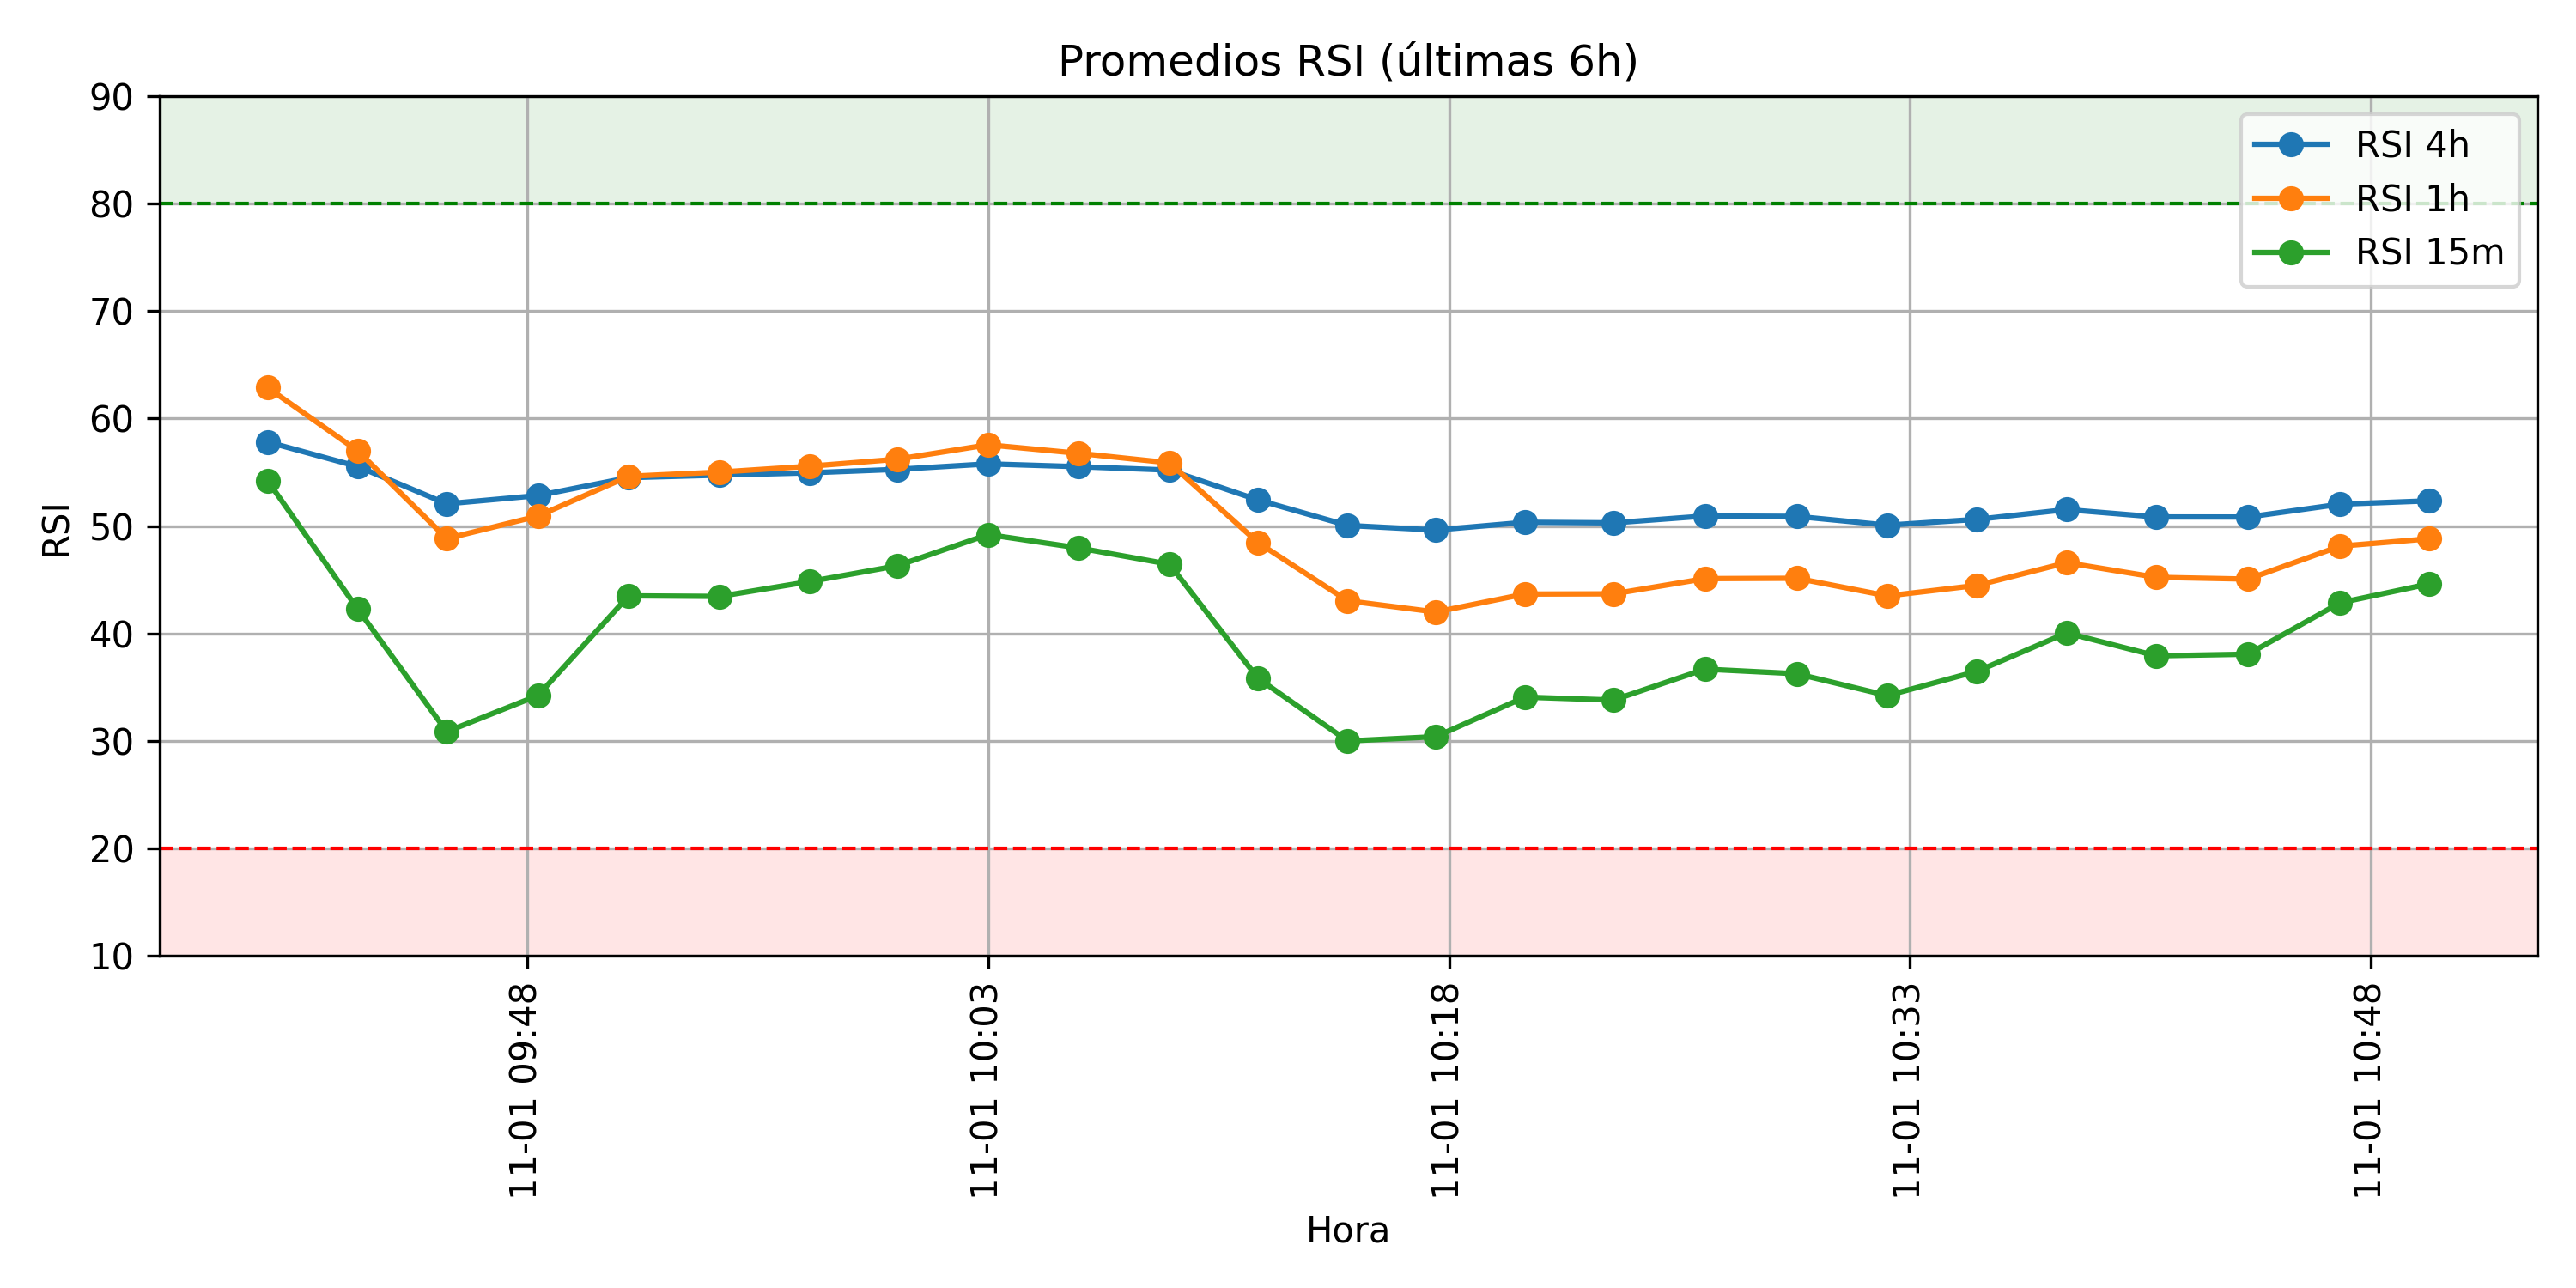 Promedios RSI (últimas 6h)
RSI 4h
RSI 1h
RSI 15m
RSI
90
80
70
60
50
40
30
20
10
11-01 09:48
11-01 10:03
11-01 10:18
11-01 10:33
11-01 10:48
Hora